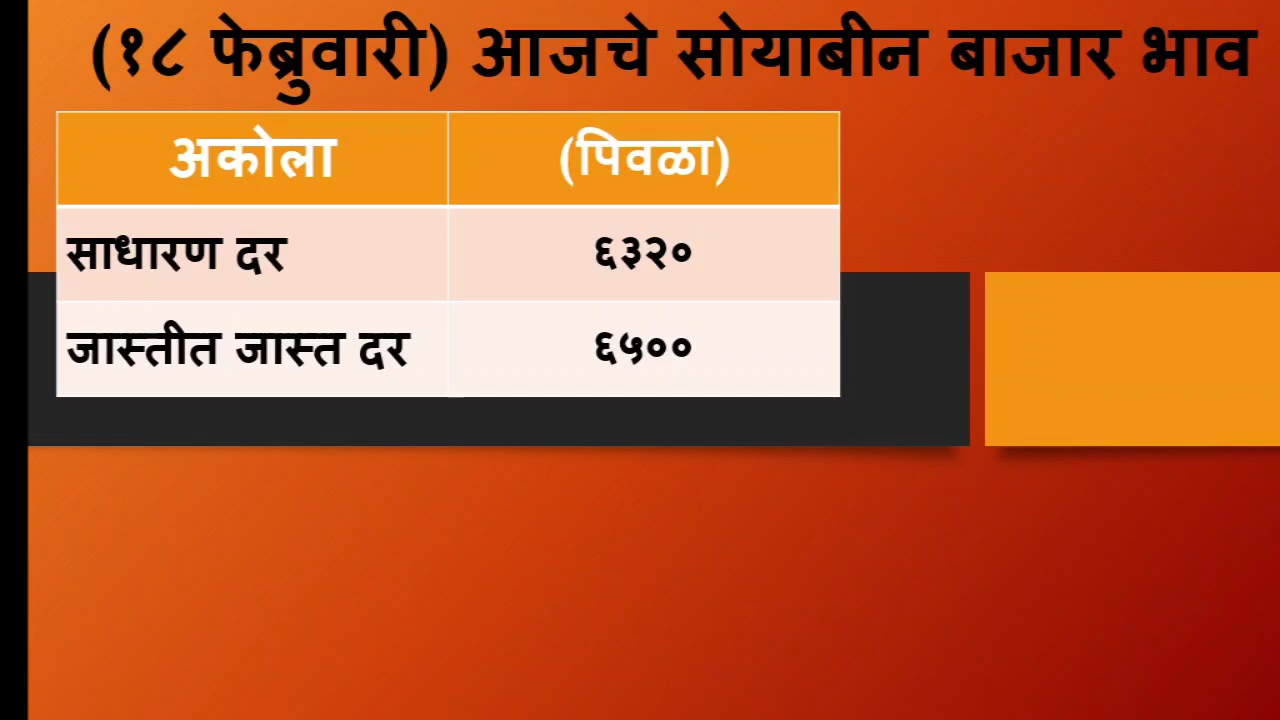 (१८ फेब्रुवारी) आजचे सोयाबीन बाजार भाव
अकोला (पिवळा)
साधारण दर ६३२०
जास्तीत जास्त दर ६५००